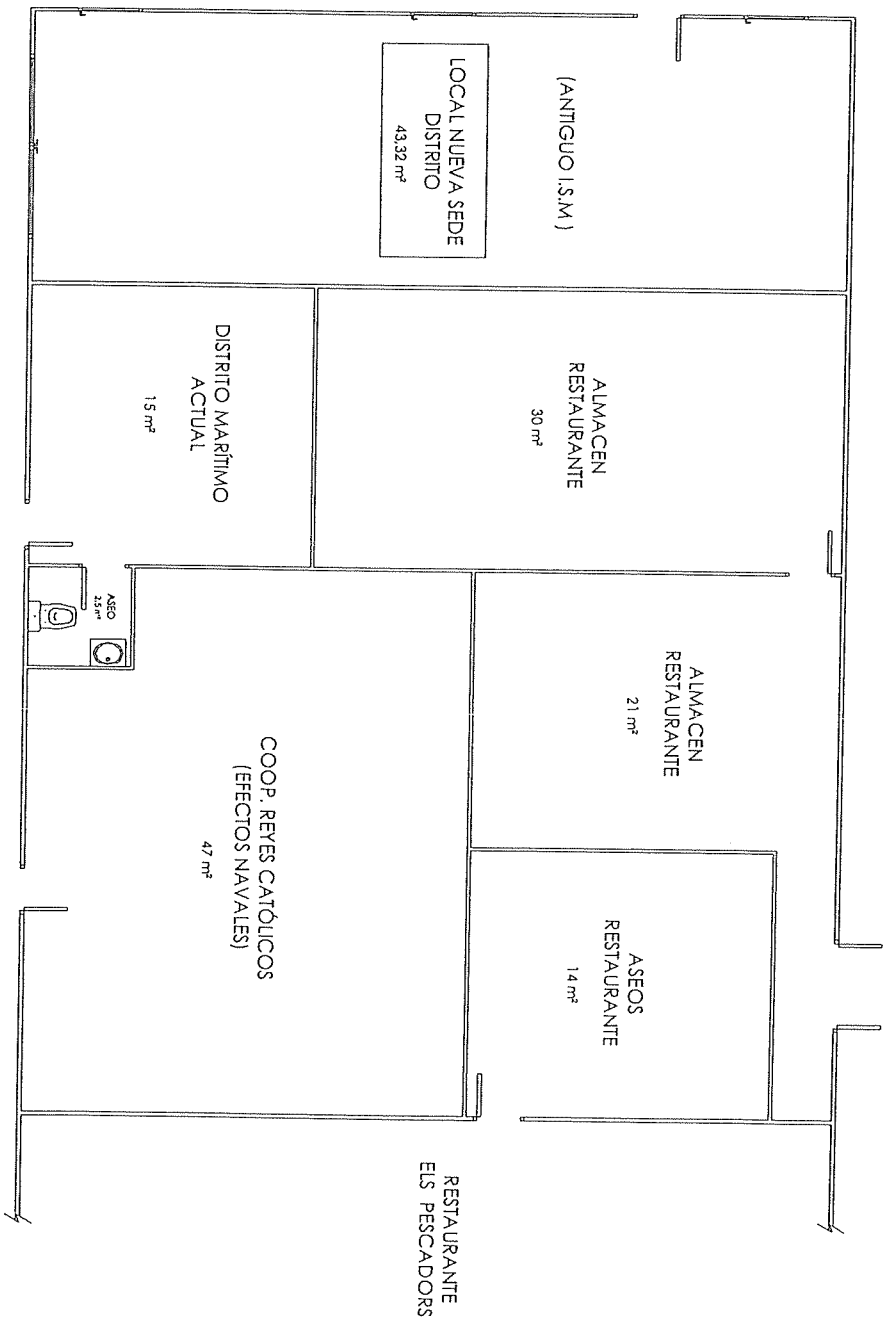 (ANTIGUO I.S.M)
LOCAL NUEVA SEDE
DISTRITO
43,32 m²
ALMACEN
RESTAURANTE
30 m²
DISTRITO MARÍTIMO
ACTUAL
15 m²
ASEO
2,5 m²
ALMACEN
RESTAURANTE
21 m²
COOP. REYES CATÓLICOS
(EFECTOS NAVALES)
47 m²
ASEOS
RESTAURANTE
14 m²
RESTAURANTE
ELS PESCADORS